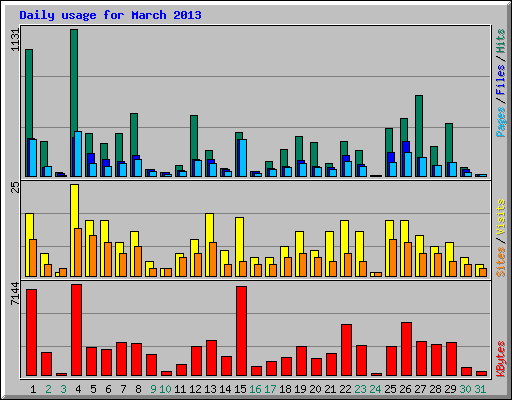 Daily usage for March 2013
1131
Pages / Files / Hits
25
Sites / Visits
7144
KBytes
1 2 3 4 5 6 7 8 9 10 11 12 13 14 15 16 17 18 19 20 21 22 23 24 25 26 27 28 29 30 31